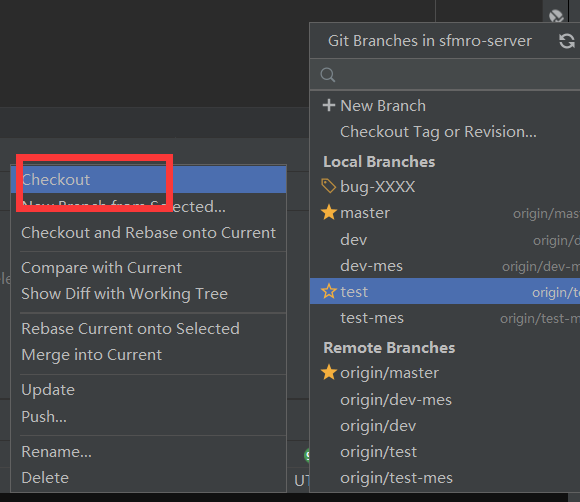 Git Branches in sfmro-server
New Branch
Checkout Tag or Revision...
Local Branches
bug-XXXX
master origin/mas
dev origin/d
dev-mes origin/dev-m
test origin/te
test-mes origin/test-m
Remote Branches
origin/master
origin/dev-mes
origin/dev
origin/test
origin/test-mes
Checkout
New Branch from Selected...
Checkout and Rebase onto Current
Compare with Current
Show Diff with Working Tree
Rebase Current onto Selected
Merge into Current
Update
Push...
Rename...
Delete
UT